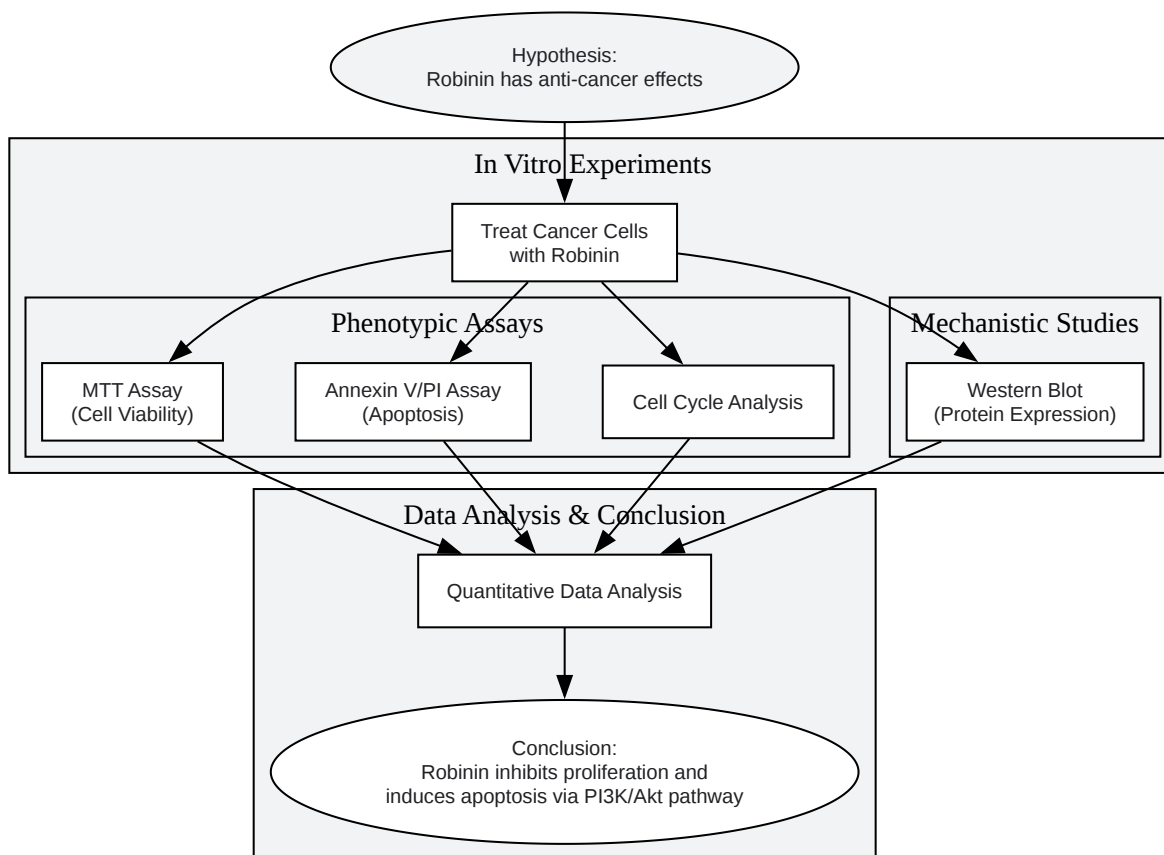 Hypothesis:
Robinin has anti-cancer effects
In Vitro Experiments
Treat Cancer Cells
with Robinin
Phenotypic Assays
Mechanistic Studies
MTT Assay
(Cell Viability)
Annexin V/PI Assay
(Apoptosis)
Cell Cycle Analysis
Western Blot
(Protein Expression)
Data Analysis & Conclusion
Quantitative Data Analysis
Conclusion:
Robinin inhibits proliferation and
induces apoptosis via PI3K/Akt pathway